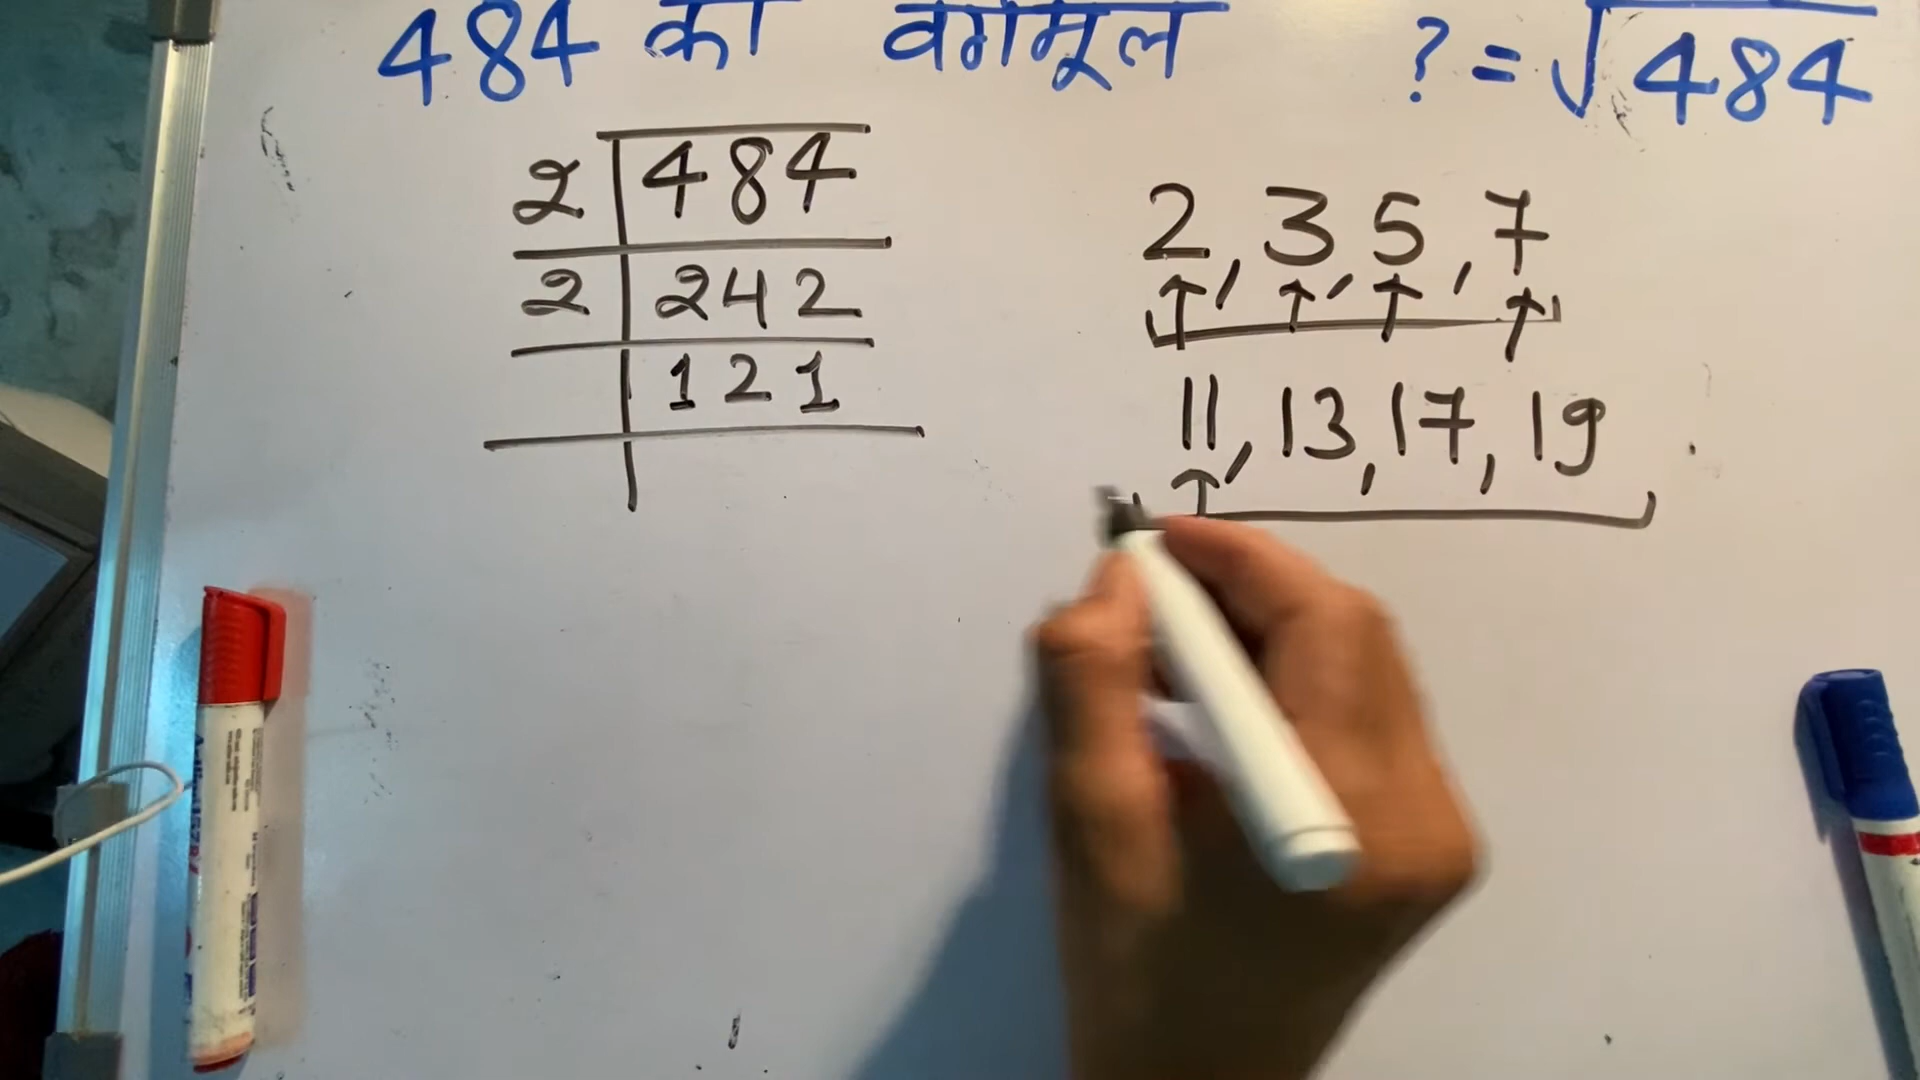 484 का वर्गमूल ? = √484
2 | 484
2 | 242
121
2, 3, 5, 7
11, 13, 17, 19